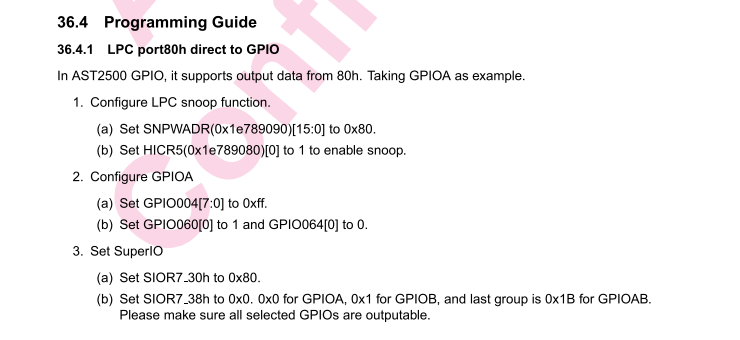 36.4 Programming Guide
36.4.1 LPC port80h direct to GPIO
In AST2500 GPIO, it supports output data from 80h. Taking GPIOA as example.
1. Configure LPC snoop function.
(a) Set SNPWADR(0x1e789090)[15:0] to 0x80.
(b) Set HICR5(0x1e789080)[0] to 1 to enable snoop.
2. Configure GPIOA
(a) Set GPIO004[7:0] to 0xff.
(b) Set GPIO060[0] to 1 and GPIO064[0] to 0.
3. Set SuperIO
(a) Set SIOR7_30h to 0x80.
(b) Set SIOR7_38h to 0x0. 0x0 for GPIOA, 0x1 for GPIOB, and last group is 0x1B for GPIOAB.
Please make sure all selected GPIOs are outputable.